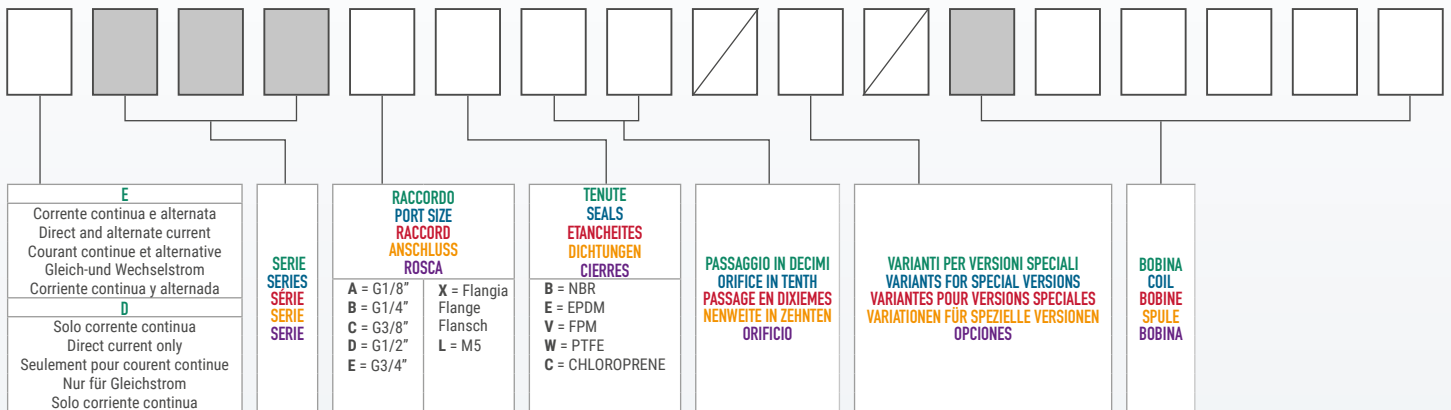 E
Corrente continua e alternata
Direct and alternate current
Courant continue et alternative
Gleich-und Wechselstrom
Corriente continua y alternada
D
Solo corrente continua
Direct current only
Seulement pour courent continue
Nur für Gleichstrom
Solo corriente continua
SERIE
SERIES
SÉRIE
SERIE
SERIE
RACCORDO
PORT SIZE
RACCORD
ANSCHLUSS
ROSCA
A = G1/8”
B = G1/4”
C = G3/8”
D = G1/2”
E = G3/4”
X = Flangia
Flange
Flansch
L = M5
TENUTE
SEALS
ETANCHEITES
DICHTUNGEN
CIERRES
B = NBR
E = EPDM
V = FPM
W = PTFE
C = CHLOROPRENE
PASSAGGIO IN DECIMI
ORIFICE IN TENTH
PASSAGE EN DIXIEMES
NENWEITE IN ZEHNTEN
ORIFICIO
VARIANTI PER VERSIONI SPECIALI
VARIANTS FOR SPECIAL VERSIONS
VARIANTES POUR VERSIONS SPECIALES
VARIATIONEN FÜR SPEZIELLE VERSIONEN
OPCIONES
BOBINA
COIL
BOBINE
SPULE
BOBINA